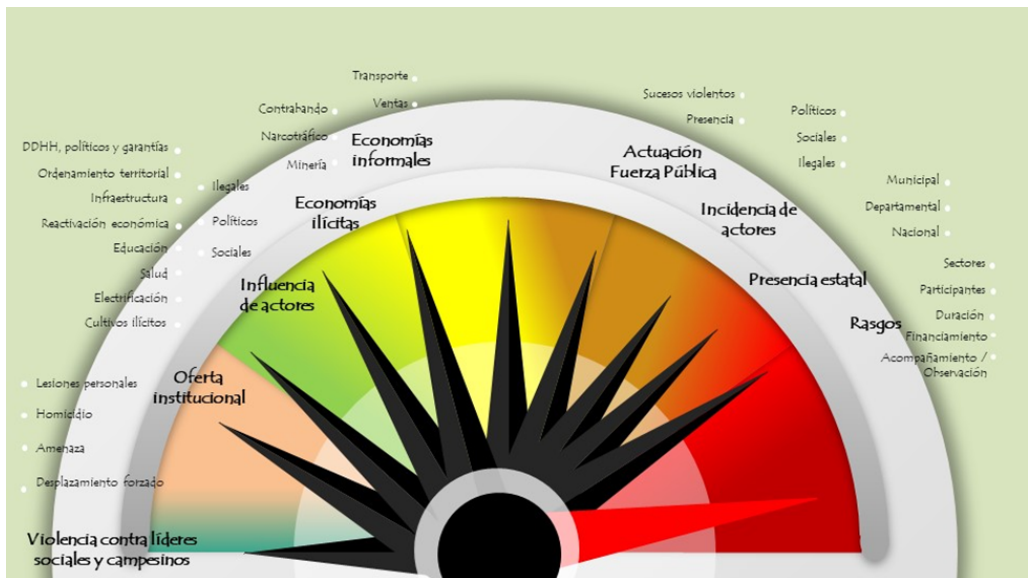 Transporte
Ventas
Economías
informales
Contrabando
Narcotráfico
Minería
Economías
ilícitas
DDHH, políticos y garantías
Ordenamiento territorial
Infraestructura
Reactivación económica
Educación
Salud
Electrificación
Cultivos ilícitos
Ilegales
Políticos
Sociales
Influencia
de actores
Oferta
institucional
Lesiones personales
Homicidio
Amenaza
Desplazamiento forzado
Violencia contra líderes
sociales y campesinos
Sucesos violentos
Presencia
Actuación
Fuerza Pública
Políticos
Sociales
Ilegales
Incidencia de
actores
Municipal
Departamental
Nacional
Presencia estatal
Sectores
Participantes
Duración
Financiamiento
Acompañamiento /
Observación
Rasgos